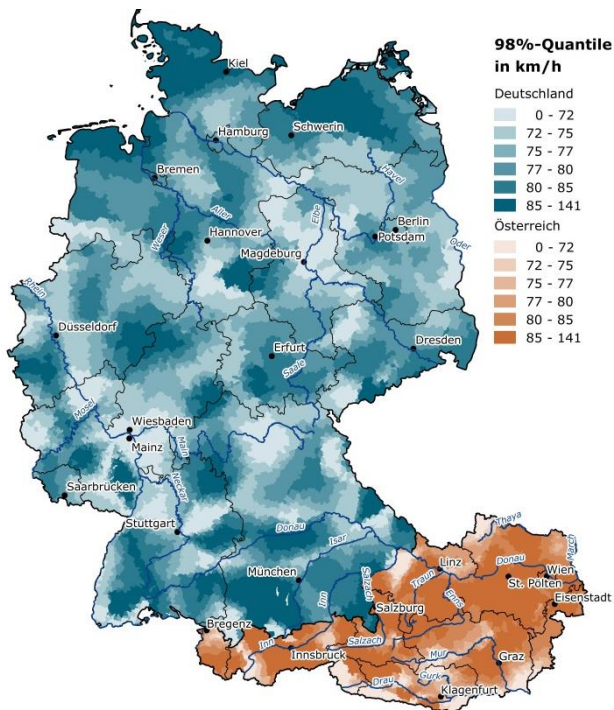 98%-Quantile
in km/h
Deutschland
0 - 72
72 - 75
75 - 77
77 - 80
80 - 85
85 - 141
Österreich
0 - 72
72 - 75
75 - 77
77 - 80
80 - 85
85 - 141
Kiel
Hamburg
Schwerin
Bremen
Havel
Aller
Elbe
Berlin
Potsdam
Weser
Hannover
Magdeburg
Oder
Rhein
Düsseldorf
Erfurt
Dresden
Saale
Mosel
Wiesbaden
Mainz
Main
Saarbrücken
Neckar
Stuttgart
Donau
Isar
München
Inn
Salzach
Thaya
Linz
Donau
March
Traun
Enns
Wien
St. Pölten
Eisenstadt
Salzburg
Bregenz
Inn
Salzach
Innsbruck
Mur
Graz
Drau
Gurk
Klagenfurt